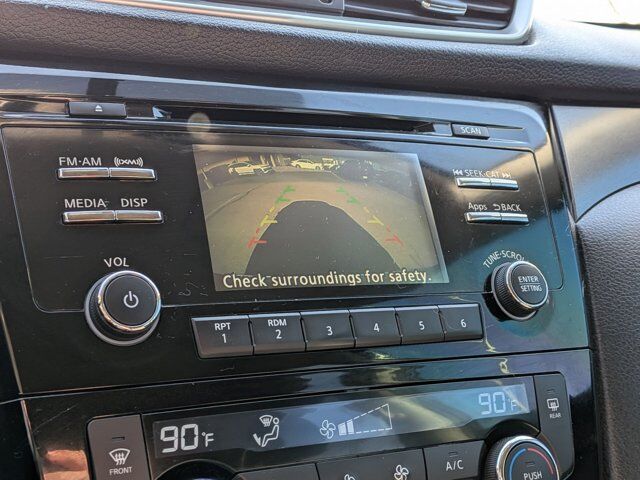 SCAN
FM·AM
((XM))
SEEK·CAT
MEDIA
DISP
Apps
BACK
VOL
TUNE·SCROLL
ENTER
SETTING
Check surroundings for safety.
RPT
1
RDM
2
3
4
5
6
90°F
90°F
FRONT
REAR
A/C
PUSH